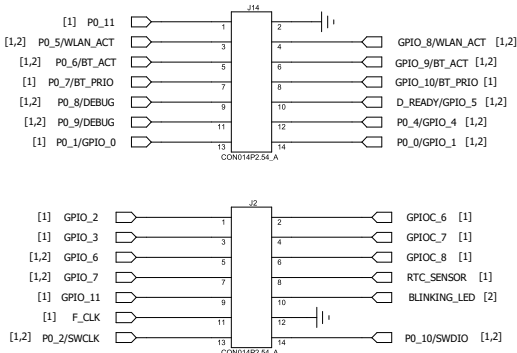 J14
[1] P0_11 1 2
[1,2] P0_5/WLAN_ACT 3 4 GPIO_8/WLAN_ACT [1,2]
[1,2] P0_6/BT_ACT 5 6 GPIO_9/BT_ACT [1,2]
[1] P0_7/BT_PRIO 7 8 GPIO_10/BT_PRIO [1]
[1,2] P0_8/DEBUG 9 10 D_READY/GPIO_5 [1,2]
[1,2] P0_9/DEBUG 11 12 P0_4/GPIO_4 [1,2]
[1] P0_1/GPIO_0 13 14 P0_0/GPIO_1 [1,2]
CON014P2.54_A
J2
[1] GPIO_2 1 2 GPIOC_6 [1]
[1] GPIO_3 3 4 GPIOC_7 [1]
[1,2] GPIO_6 5 6 GPIOC_8 [1]
[1,2] GPIO_7 7 8 RTC_SENSOR [1]
[1] GPIO_11 9 10 BLINKING_LED [2]
[1] F_CLK 11 12
[1,2] P0_2/SWCLK 13 14 P0_10/SWDIO [1,2]
CON014P2.54_A